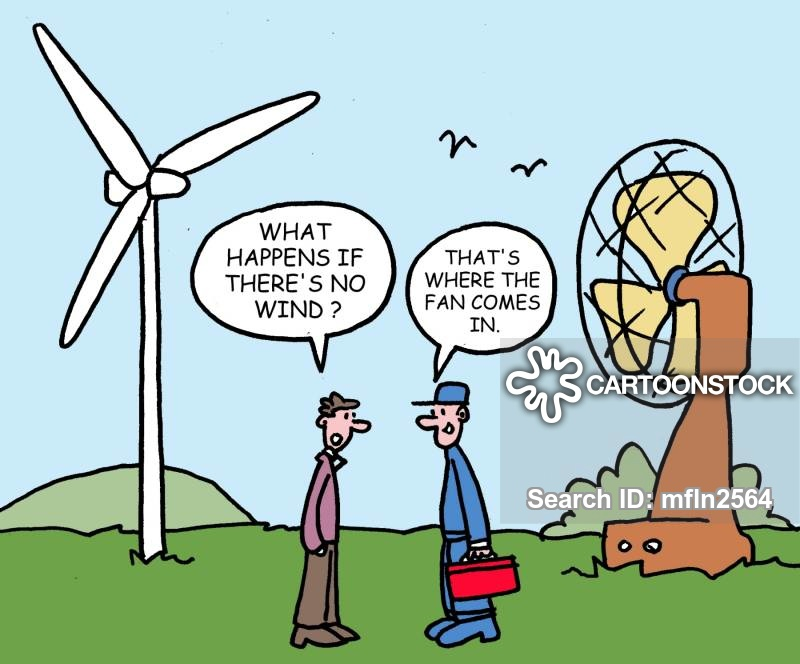 WHAT
HAPPENS IF
THERE'S NO
WIND ?
THAT'S
WHERE THE
FAN COMES
IN.
CARTOONSTOCK
Search ID: mfln2564